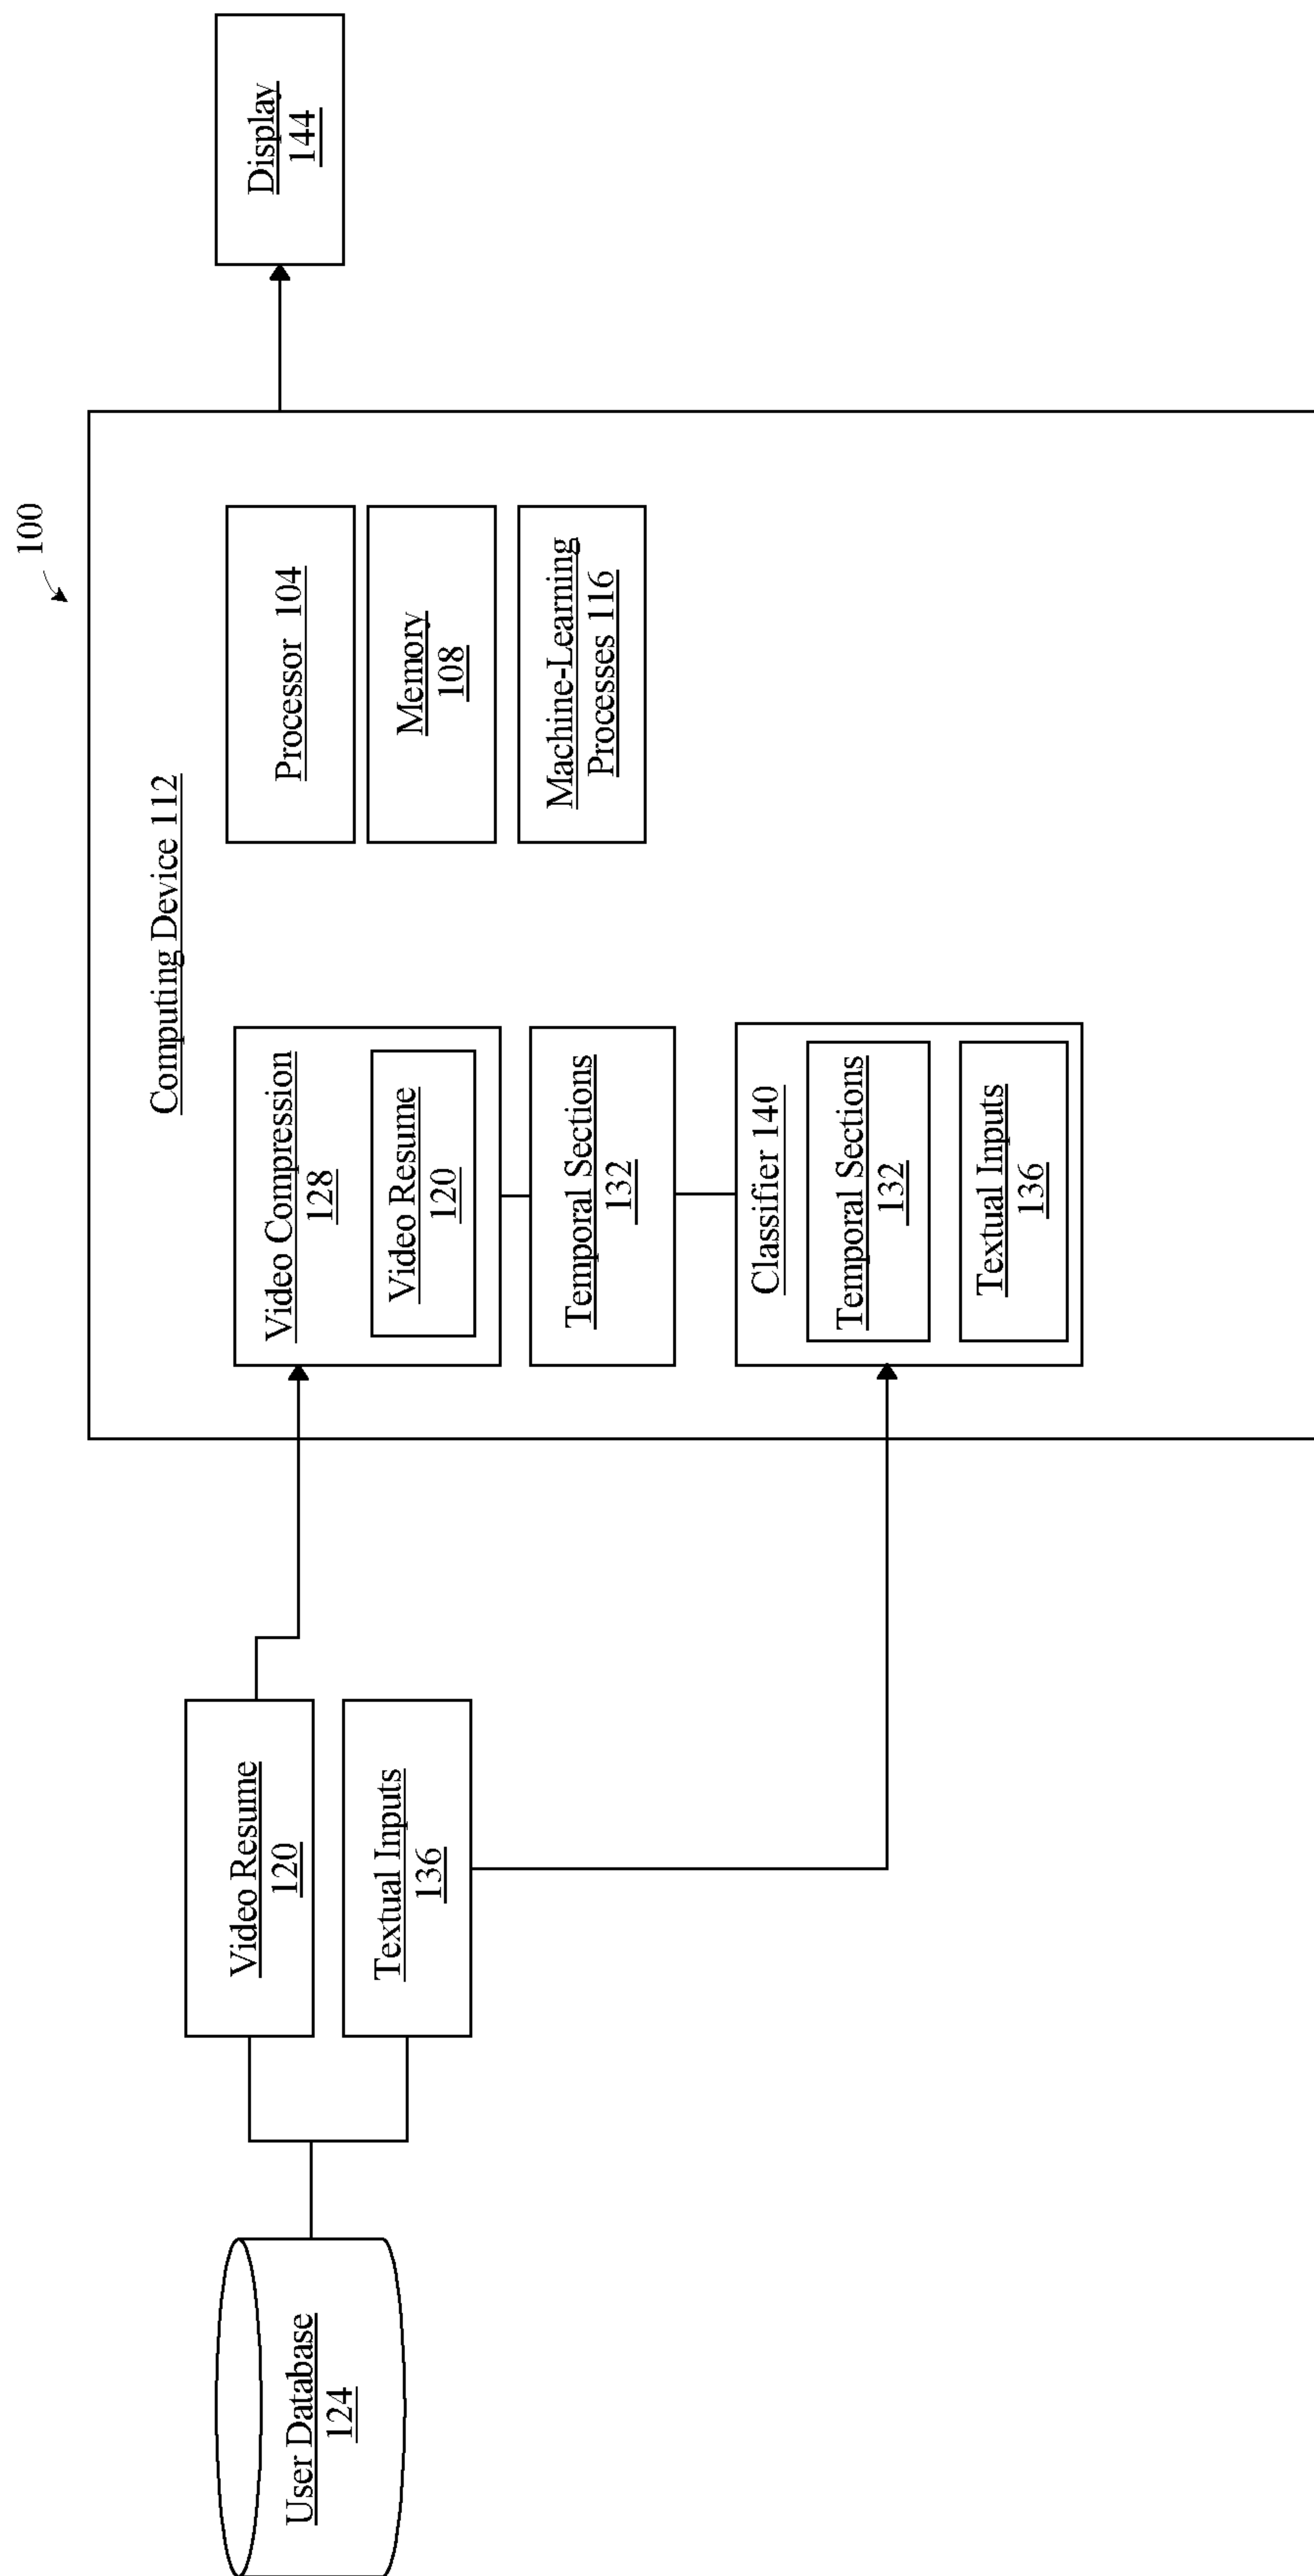 100
User Database
124
Video Resume
120
Textual Inputs
136
Computing Device 112
Video Compression
128
Video Resume
120
Temporal Sections
132
Classifier 140
Temporal Sections
132
Textual Inputs
136
Processor 104
Memory
108
Machine-Learning
Processes 116
Display
144